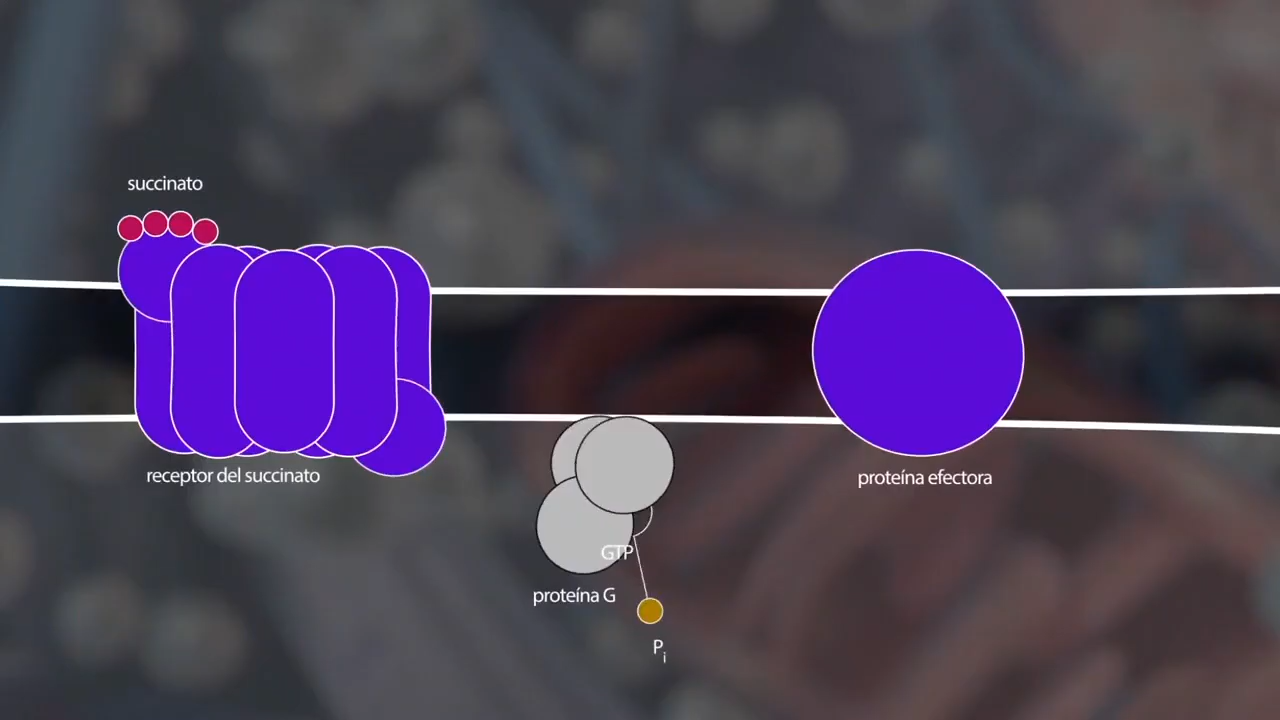 succinato
receptor del succinato
proteína efectora
GTP
proteína G
Pi